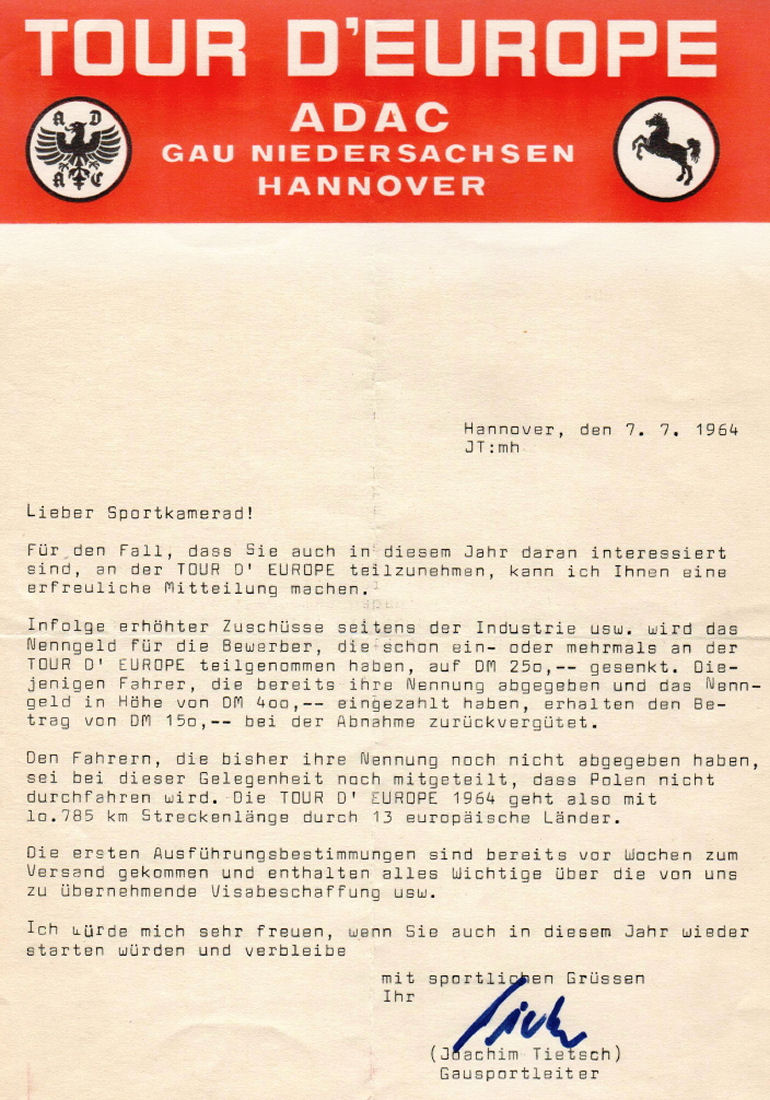 TOUR D'EUROPE
ADAC
GAU NIEDERSACHSEN
HANNOVER
A D
A C
Hannover, den 7. 7. 1964
JT:mh
Lieber Sportkamerad!
Für den Fall, dass Sie auch in diesem Jahr daran interessiert
sind, an der TOUR D' EUROPE teilzunehmen, kann ich Ihnen eine
erfreuliche Mitteilung machen.
Infolge erhöhter Zuschüsse seitens der Industrie usw. wird das
Nenngeld für die Bewerber, die schon ein- oder mehrmals an der
TOUR D' EUROPE teilgenommen haben, auf DM 25o,-- gesenkt. Die-
jenigen Fahrer, die bereits ihre Nennung abgegeben und das Nenn-
geld in Höhe von DM 4oo,-- eingezahlt haben, erhalten den Be-
trag von DM 15o,-- bei der Abnahme zurückvergütet.
Den Fahrern, die bisher ihre Nennung noch nicht abgegeben haben,
sei bei dieser Gelegenheit noch mitgeteilt, dass Polen nicht
durchfahren wird. Die TOUR D' EUROPE 1964 geht also mit
lo.785 km Streckenlänge durch 13 europäische Länder.
Die ersten Ausführungsbestimmungen sind bereits vor Wochen zum
Versand gekommen und enthalten alles Wichtige über die von uns
zu übernehmende Visabeschaffung usw.
Ich würde mich sehr freuen, wenn Sie auch in diesem Jahr wieder
starten würden und verbleibe
mit sportlichen Grüssen
Ihr
(Joachim Tietsch)
Gausportleiter